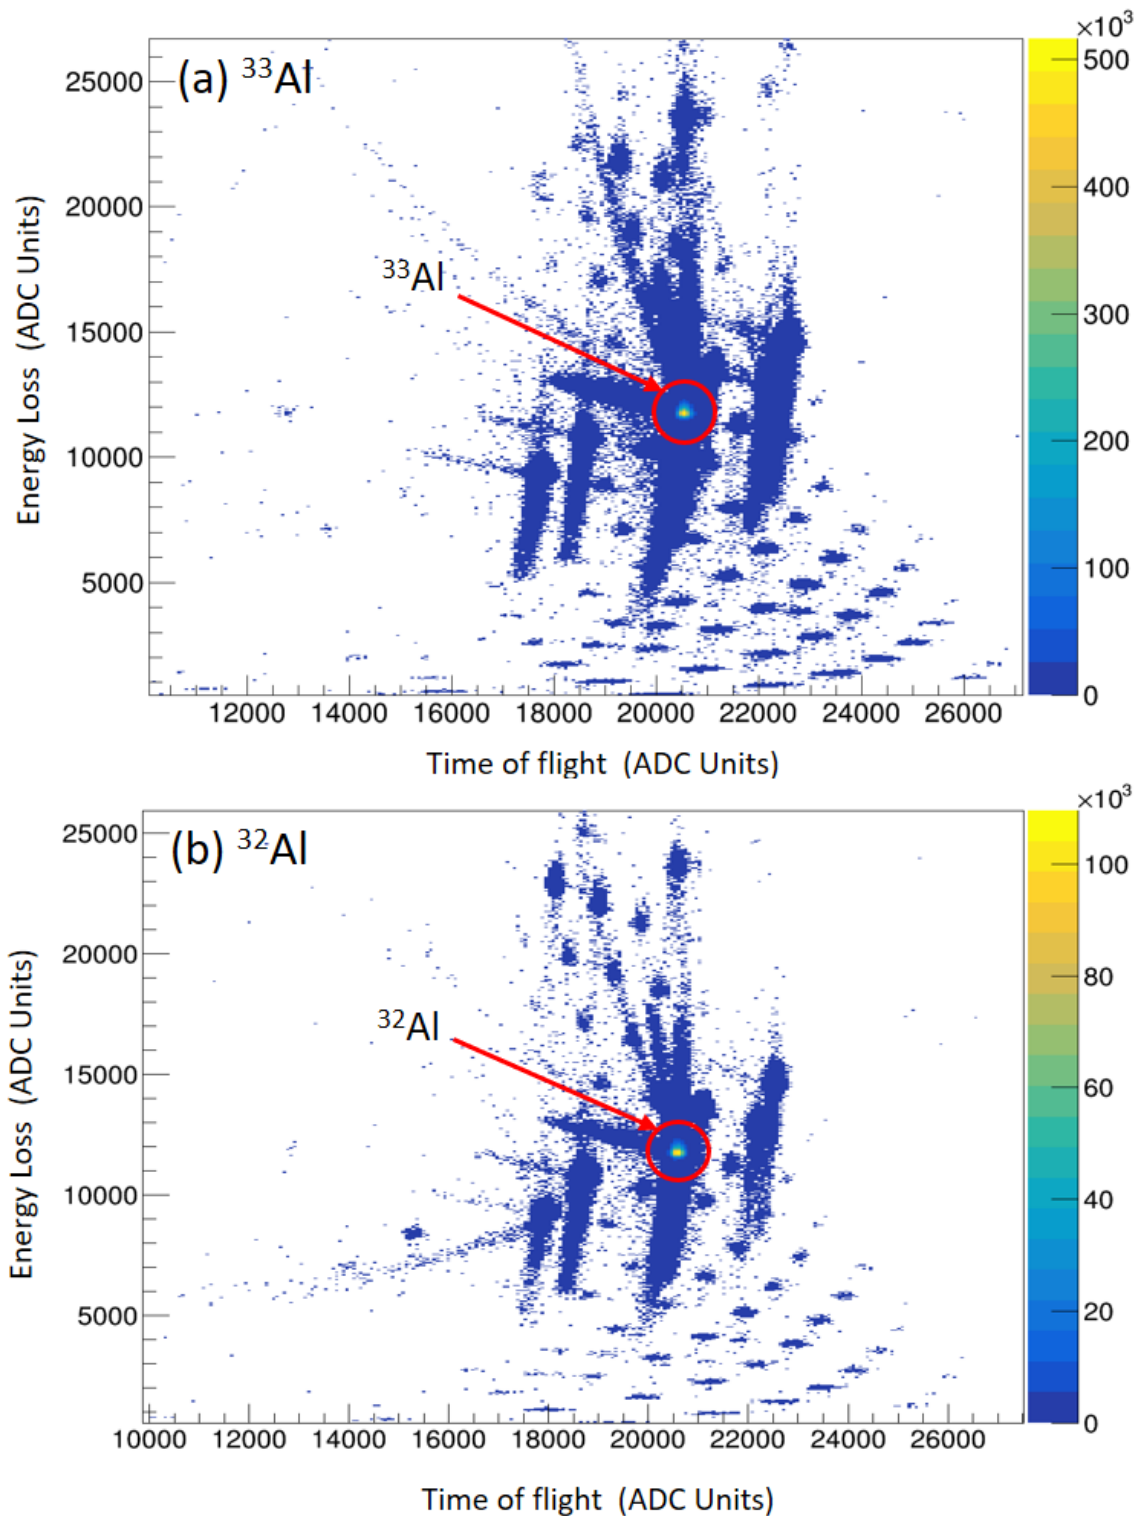 ×10³
(a) ³³Al
25000
20000
15000
10000
5000
Energy Loss (ADC Units)
³³Al
500
400
300
200
100
0
12000 14000 16000 18000 20000 22000 24000 26000
Time of flight (ADC Units)
×10³
(b) ³²Al
25000
20000
15000
10000
5000
Energy Loss (ADC Units)
³²Al
100
80
60
40
20
0
10000 12000 14000 16000 18000 20000 22000 24000 26000
Time of flight (ADC Units)